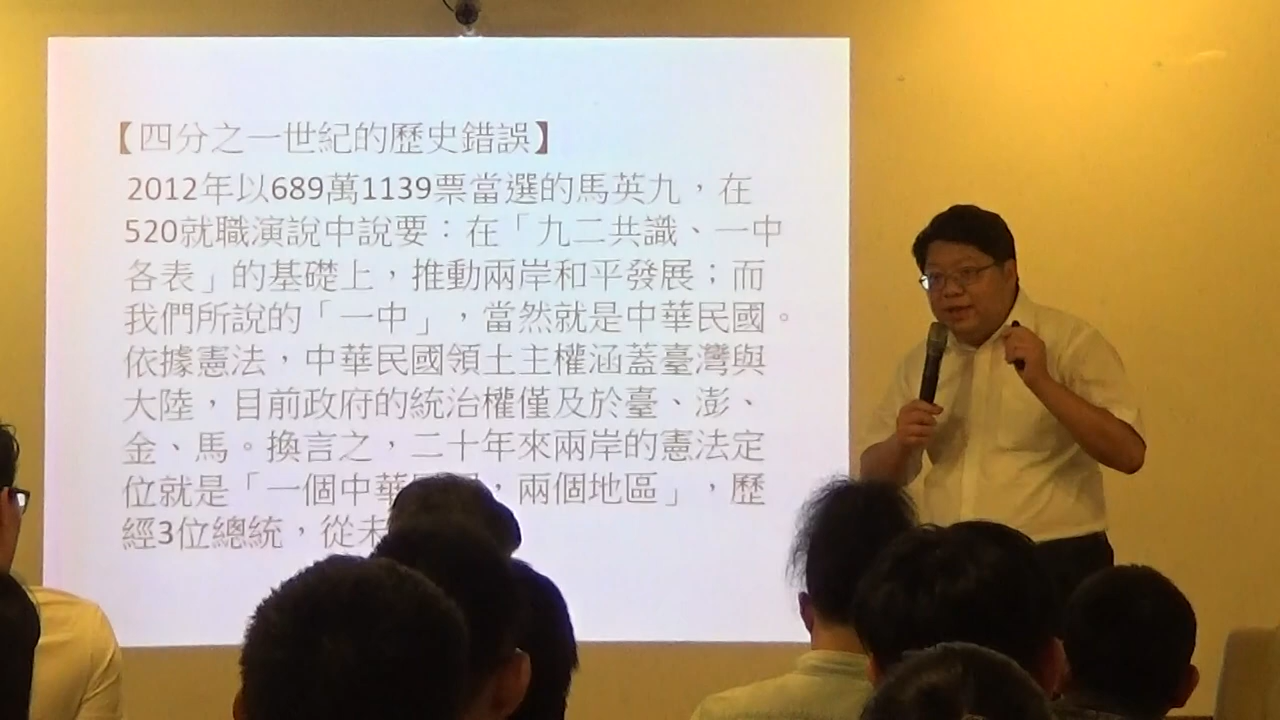 【四分之一世紀的歷史錯誤】
2012年以689萬1139票當選的馬英九，在
520就職演說中說要：在「九二共識、一中
各表」的基礎上，推動兩岸和平發展；而
我們所說的「一中」，當然就是中華民國。
依據憲法，中華民國領土主權涵蓋臺灣與
大陸，目前政府的統治權僅及於臺、澎、
金、馬。換言之，二十年來兩岸的憲法定
位就是「一個中華，兩個地區」，歷
經3位總統，從未